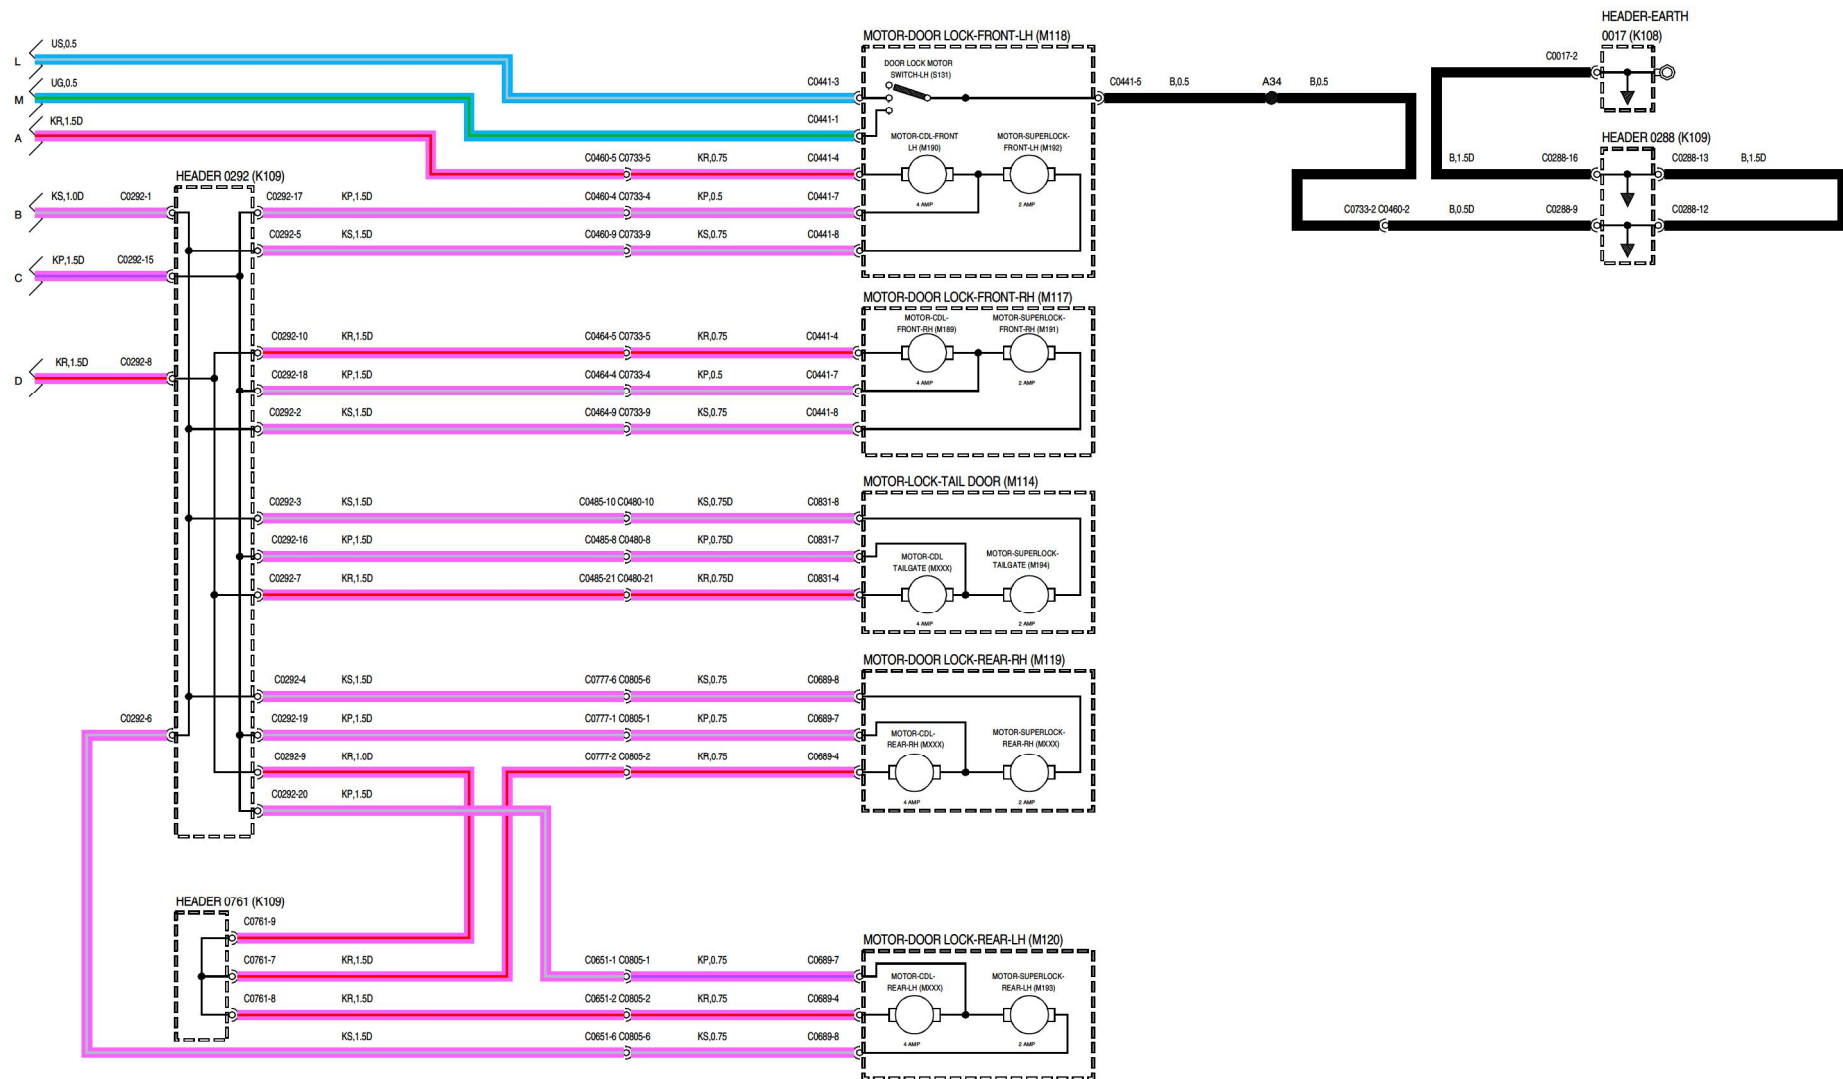 HEADER-EARTH
0017 (K108)
MOTOR-DOOR LOCK-FRONT-LH (M118)
US,0.5
L
C0017-2
DOOR LOCK MOTOR
SWITCH-LH (S131)
UG,0.5
M
C0441-3
C0441-5
B,0.5
A34
B,0.5
KR,1.5D
A
C0441-1
MOTOR-CDL-FRONT
LH (M190)
MOTOR-SUPERLOCK-
FRONT-LH (M192)
HEADER 0288 (K109)
C0460-5 C0733-5
KR,0.75
C0441-4
B,1.5D
C0288-16
C0288-13
B,1.5D
HEADER 0292 (K109)
KS,1.0D
C0292-1
B
C0292-17
KP,1.5D
C0460-4 C0733-4
KP,0.5
C0441-7
4 AMP
2 AMP
C0733-2 C0460-2
B,0.5D
C0288-9
C0288-12
C0292-5
KS,1.5D
C0460-9 C0733-9
KS,0.75
C0441-8
KP,1.5D
C0292-15
C
MOTOR-DOOR LOCK-FRONT-RH (M117)
MOTOR-CDL-
FRONT-RH (M189)
MOTOR-SUPERLOCK-
FRONT-RH (M191)
C0292-10
KR,1.5D
C0464-5 C0733-5
KR,0.75
C0441-4
KR,1.5D
C0292-8
D
C0292-18
KP,1.5D
C0464-4 C0733-4
KP,0.5
C0441-7
4 AMP
2 AMP
C0292-2
KS,1.5D
C0464-9 C0733-9
KS,0.75
C0441-8
MOTOR-LOCK-TAIL DOOR (M114)
C0292-3
KS,1.5D
C0485-10 C0480-10
KS,0.75D
C0831-8
C0292-16
KP,1.5D
C0485-8 C0480-8
KP,0.75D
C0831-7
MOTOR-CDL
TAILGATE (MXXX)
MOTOR-SUPERLOCK-
TAILGATE (M194)
C0292-7
KR,1.5D
C0485-21 C0480-21
KR,0.75D
C0831-4
4 AMP
2 AMP
MOTOR-DOOR LOCK-REAR-RH (M119)
C0292-4
KS,1.5D
C0777-6 C0805-6
KS,0.75
C0689-8
C0292-6
C0292-19
KP,1.5D
C0777-1 C0805-1
KP,0.75
C0689-7
MOTOR-CDL-
REAR-RH (MXXX)
MOTOR-SUPERLOCK-
REAR-RH (MXXX)
C0292-9
KR,1.0D
C0777-2 C0805-2
KR,0.75
C0689-4
C0292-20
KP,1.5D
4 AMP
2 AMP
HEADER 0761 (K109)
C0761-9
MOTOR-DOOR LOCK-REAR-LH (M120)
C0761-7
KR,1.5D
C0651-1 C0805-1
KP,0.75
C0689-7
MOTOR-CDL-
REAR-LH (MXXX)
MOTOR-SUPERLOCK-
REAR-LH (M193)
C0761-8
KR,1.5D
C0651-2 C0805-2
KR,0.75
C0689-4
KS,1.5D
C0651-6 C0805-6
KS,0.75
C0689-8
4 AMP
2 AMP